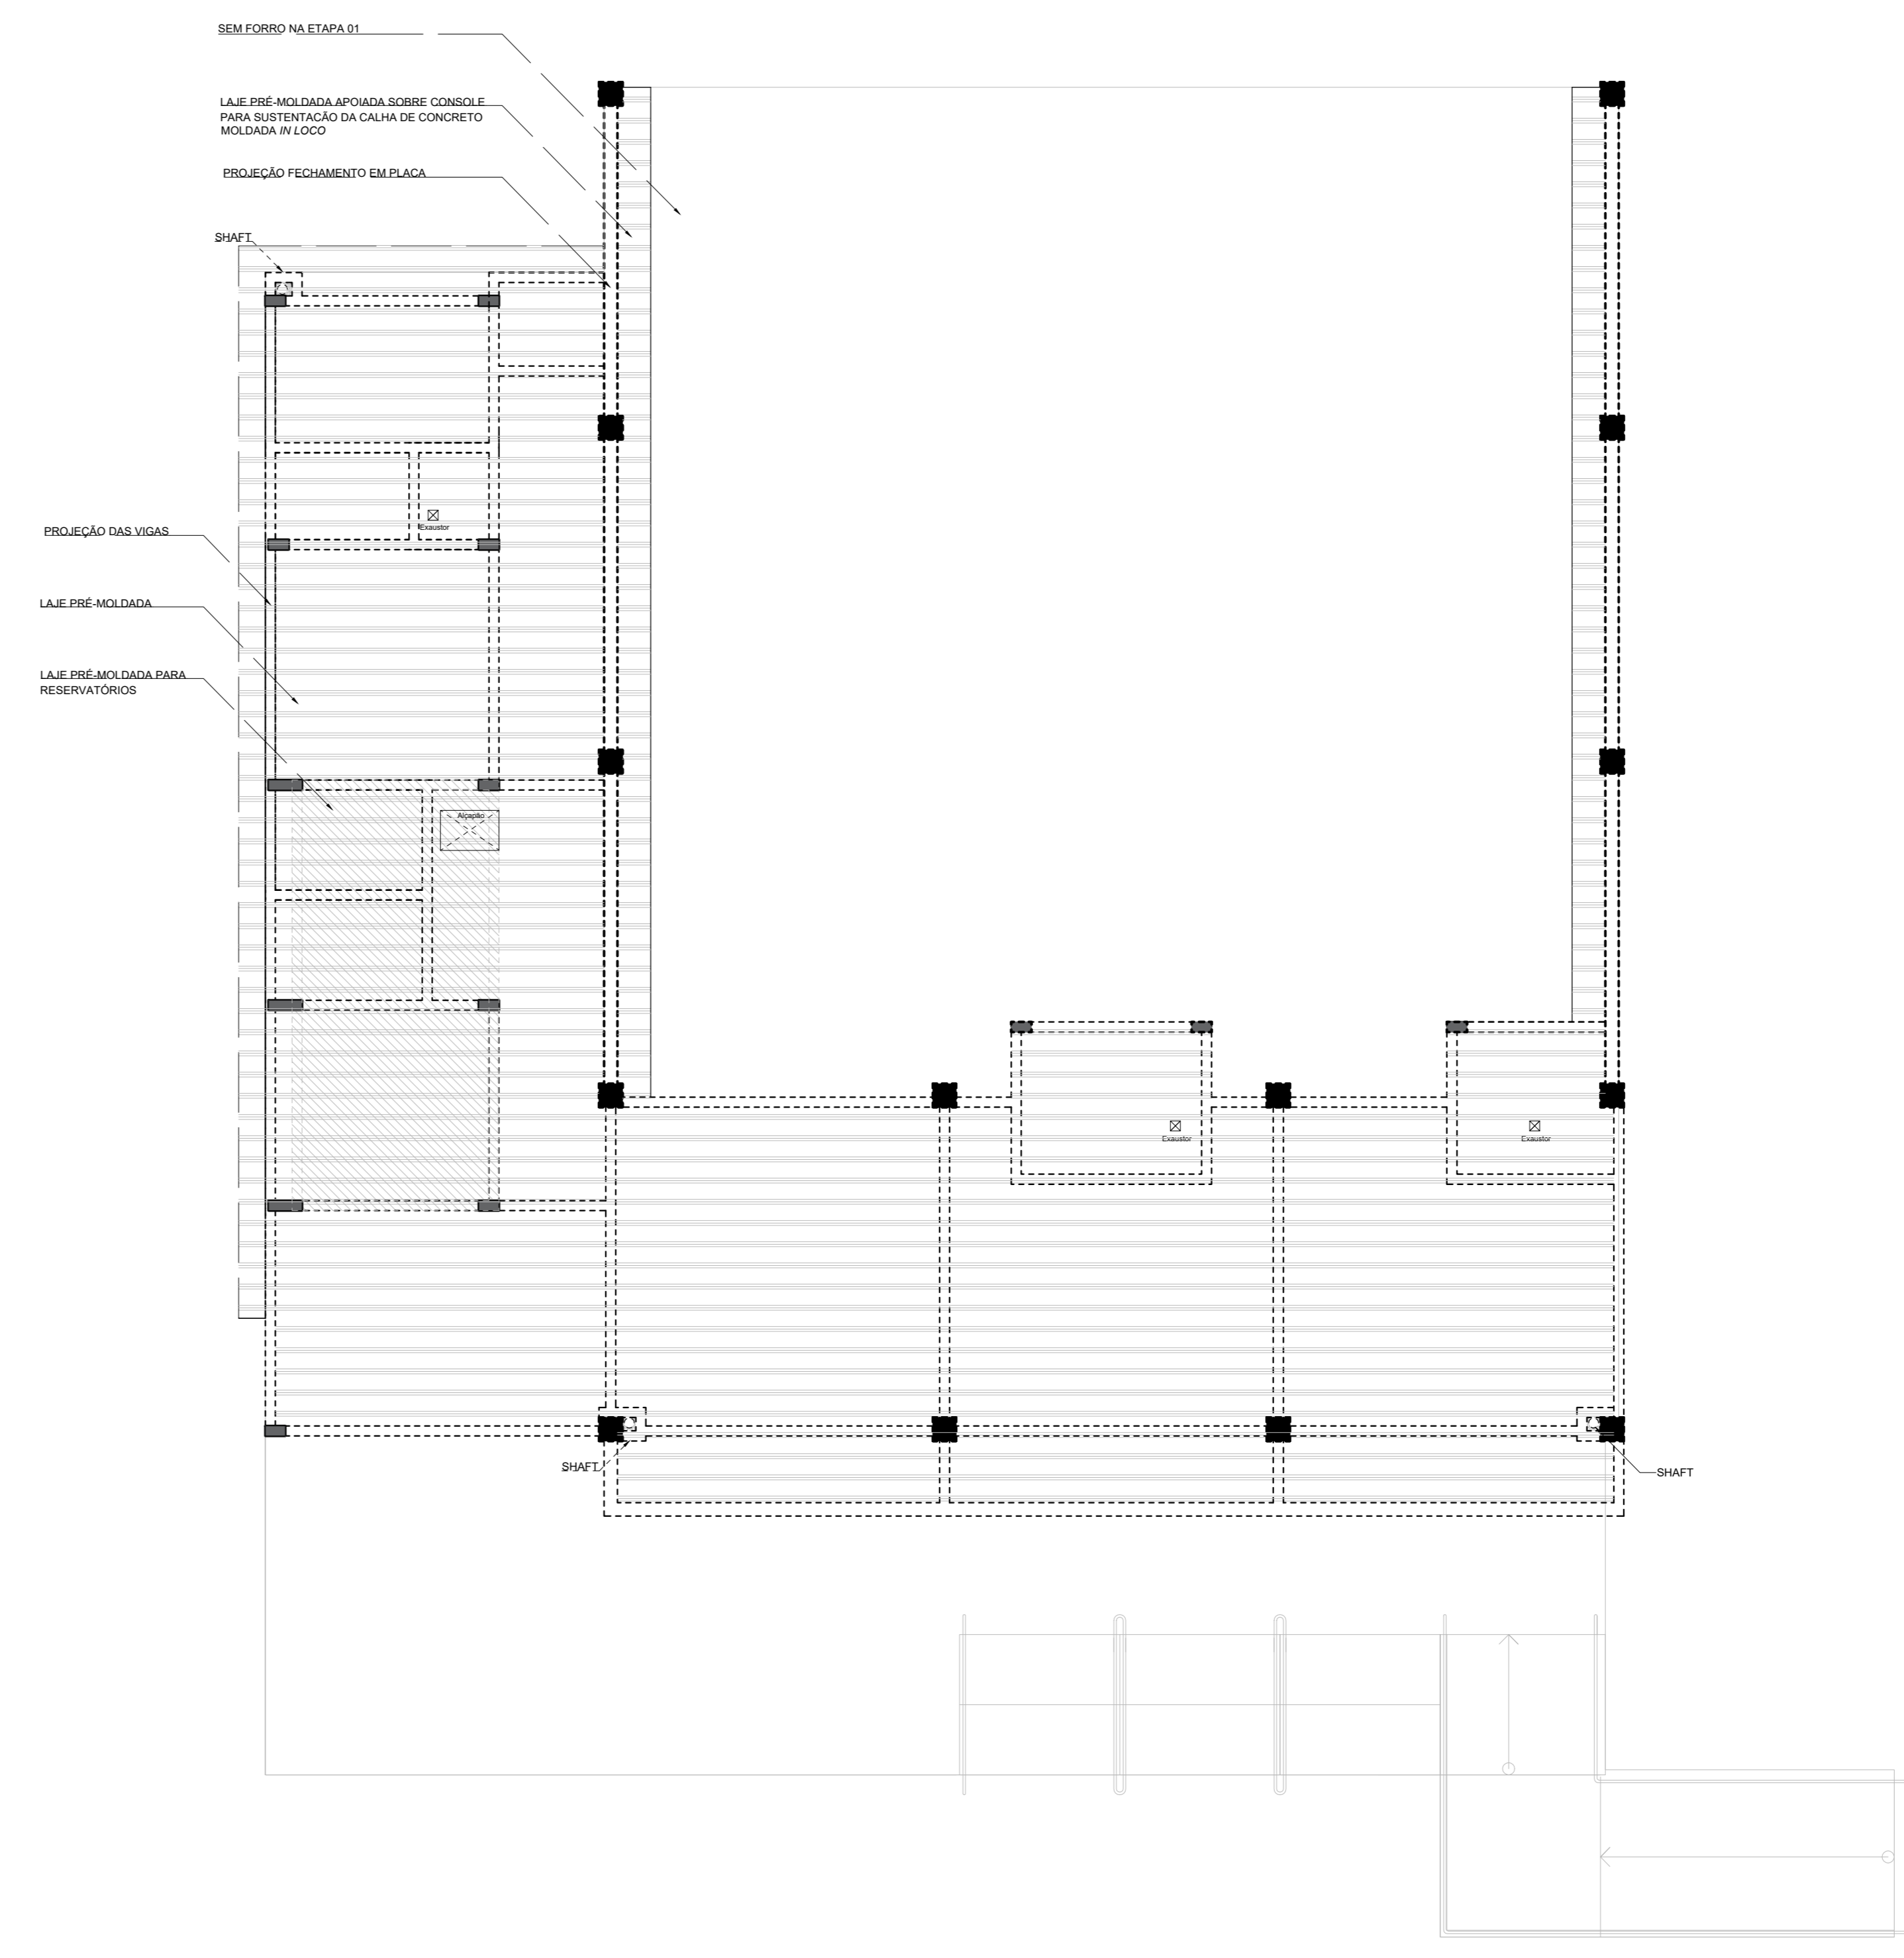 SEM FORRO NA ETAPA 01
LAJE PRÉ-MOLDADA APOIADA SOBRE CONSOLE
PARA SUSTENTACÃO DA CALHA DE CONCRETO
MOLDADA IN LOCO
PROJEÇÃO FECHAMENTO EM PLACA
SHAFT
Exaustor
PROJEÇÃO DAS VIGAS
LAJE PRÉ-MOLDADA
LAJE PRÉ-MOLDADA PARA
RESERVATÓRIOS
Alçapão
Exaustor
Exaustor
SHAFT
SHAFT